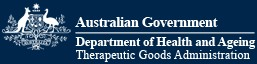 Australian Government
Department of Health and Ageing
Therapeutic Goods Administration